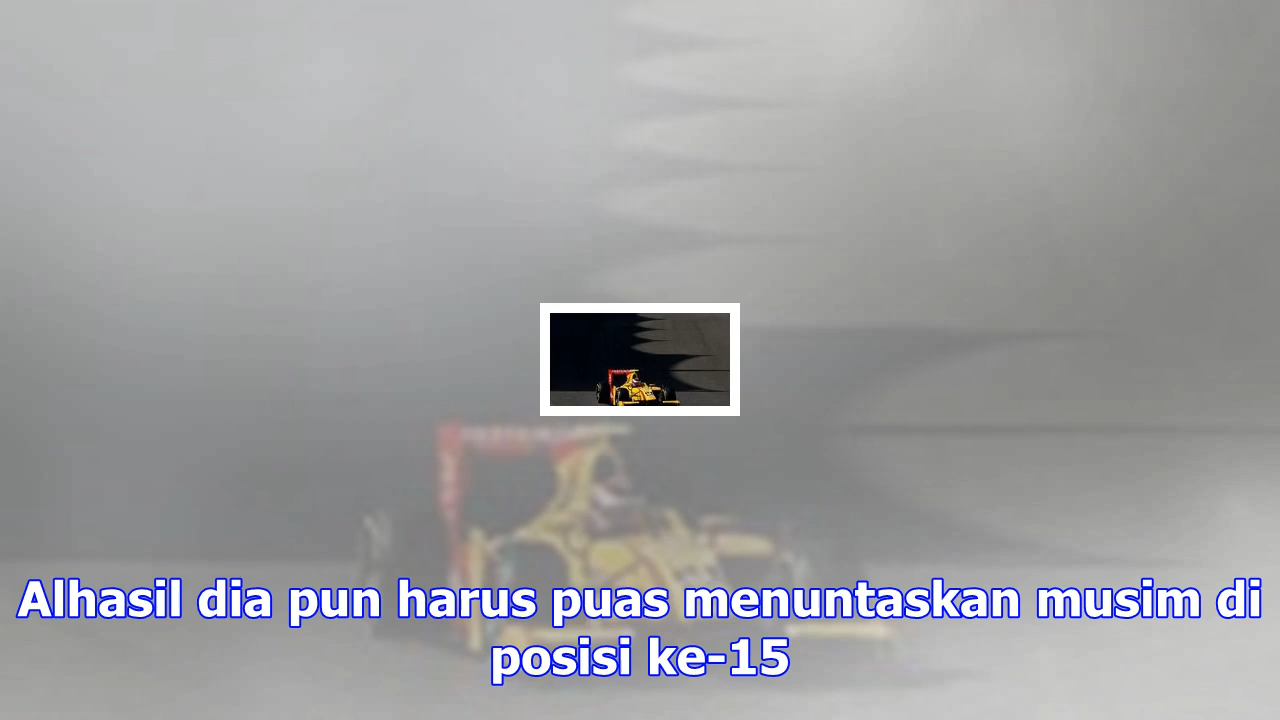 Alhasil dia pun harus puas menuntaskan musim di
posisi ke-15